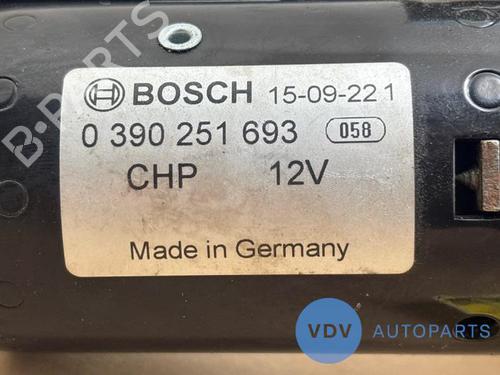 B-PARTS
BOSCH 15-09-22 1
0 390 251 693 058
CHP 12V
Made in Germany
VDV AUTOPARTS